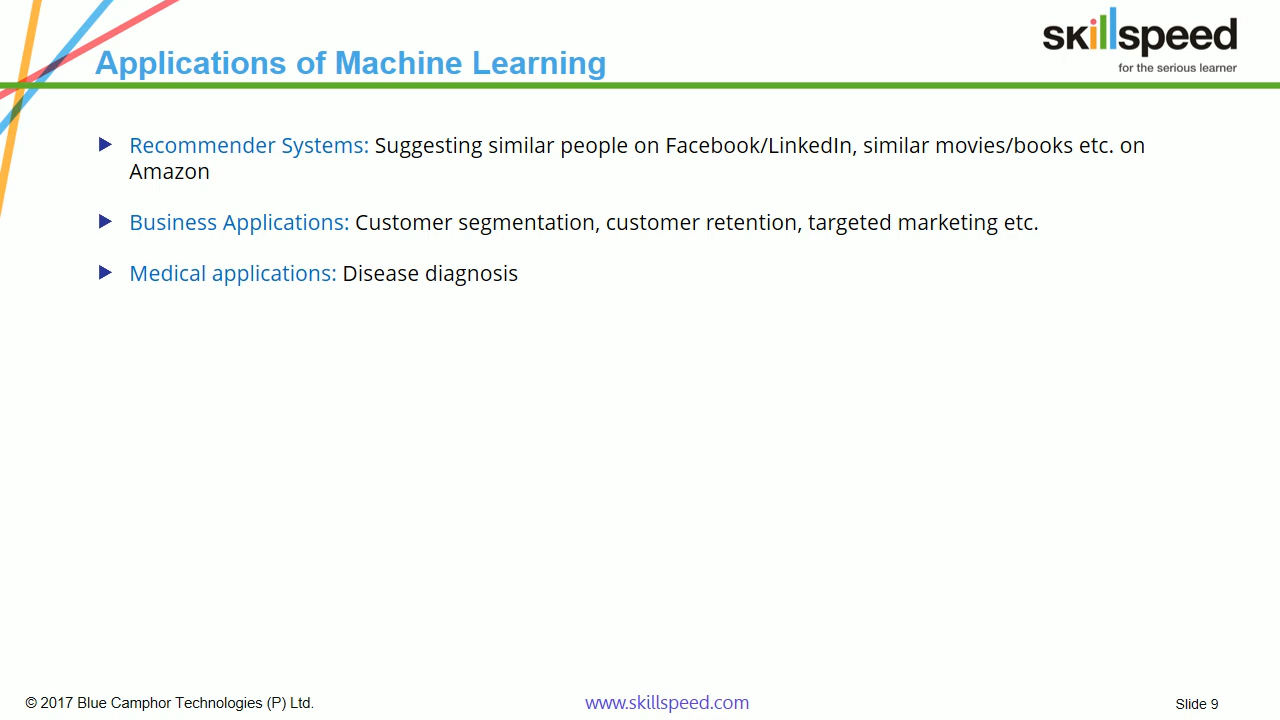 skillspeed
for the serious learner
Applications of Machine Learning
Recommender Systems: Suggesting similar people on Facebook/LinkedIn, similar movies/books etc. on
Amazon
Business Applications: Customer segmentation, customer retention, targeted marketing etc.
Medical applications: Disease diagnosis
© 2017 Blue Camphor Technologies (P) Ltd.
www.skillspeed.com
Slide 9